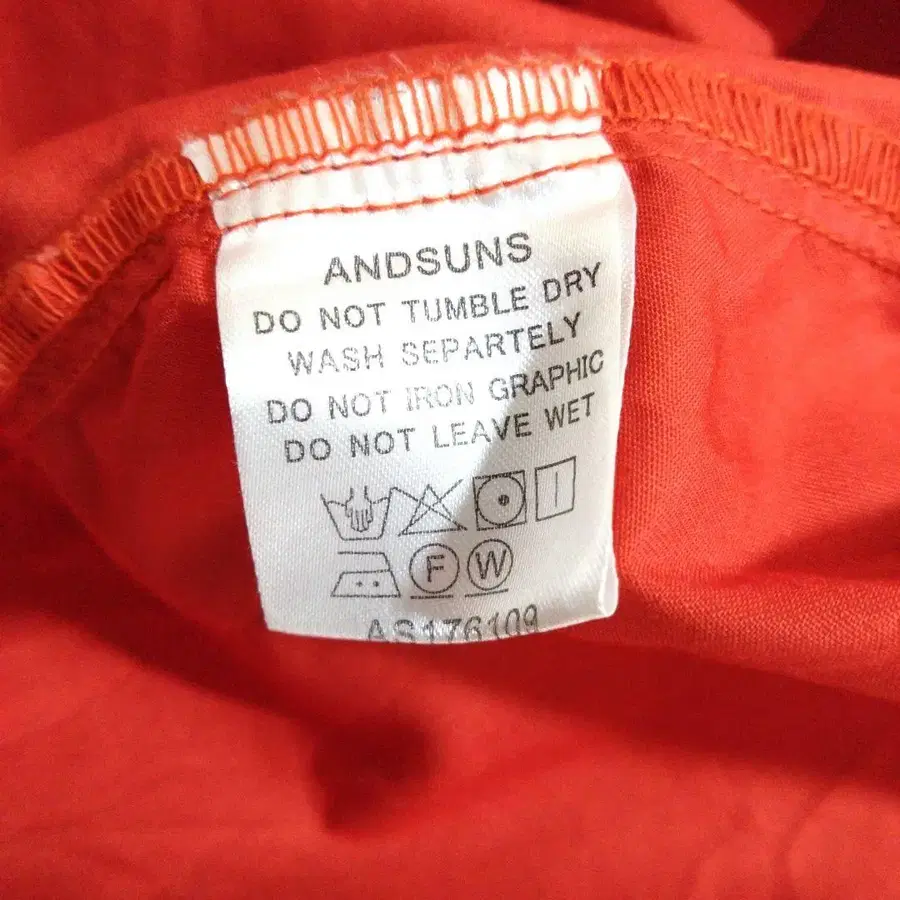 ANDSUNS
DO NOT TUMBLE DRY
WASH SEPARTELY
DO NOT IRON GRAPHIC
DO NOT LEAVE WET
F W
AS176109